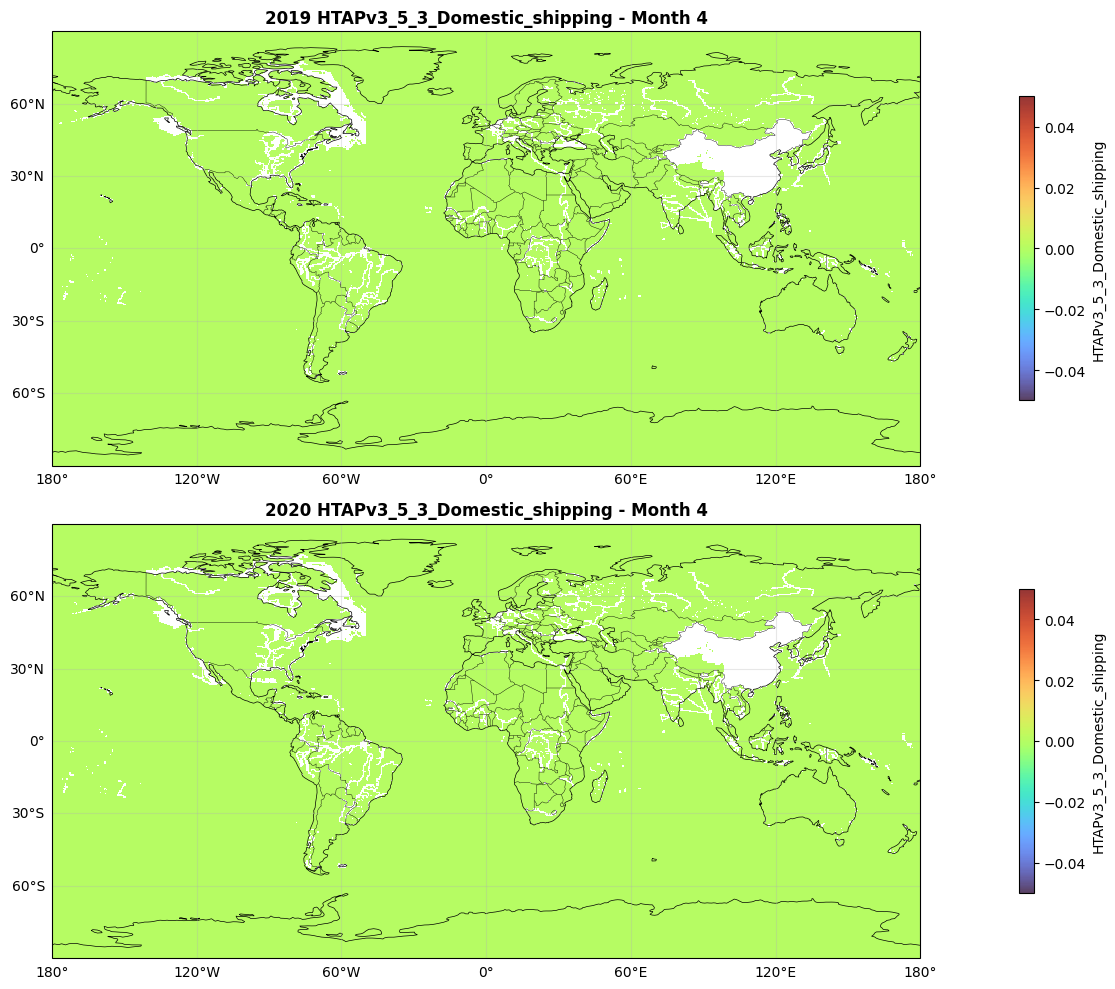 2019 HTAPv3_5_3_Domestic_shipping - Month 4
60°N
30°N
0°
30°S
60°S
180°
120°W
60°W
0°
60°E
120°E
180°
0.04
0.02
0.00
−0.02
−0.04
HTAPv3_5_3_Domestic_shipping
2020 HTAPv3_5_3_Domestic_shipping - Month 4
60°N
30°N
0°
30°S
60°S
180°
120°W
60°W
0°
60°E
120°E
180°
0.04
0.02
0.00
−0.02
−0.04
HTAPv3_5_3_Domestic_shipping